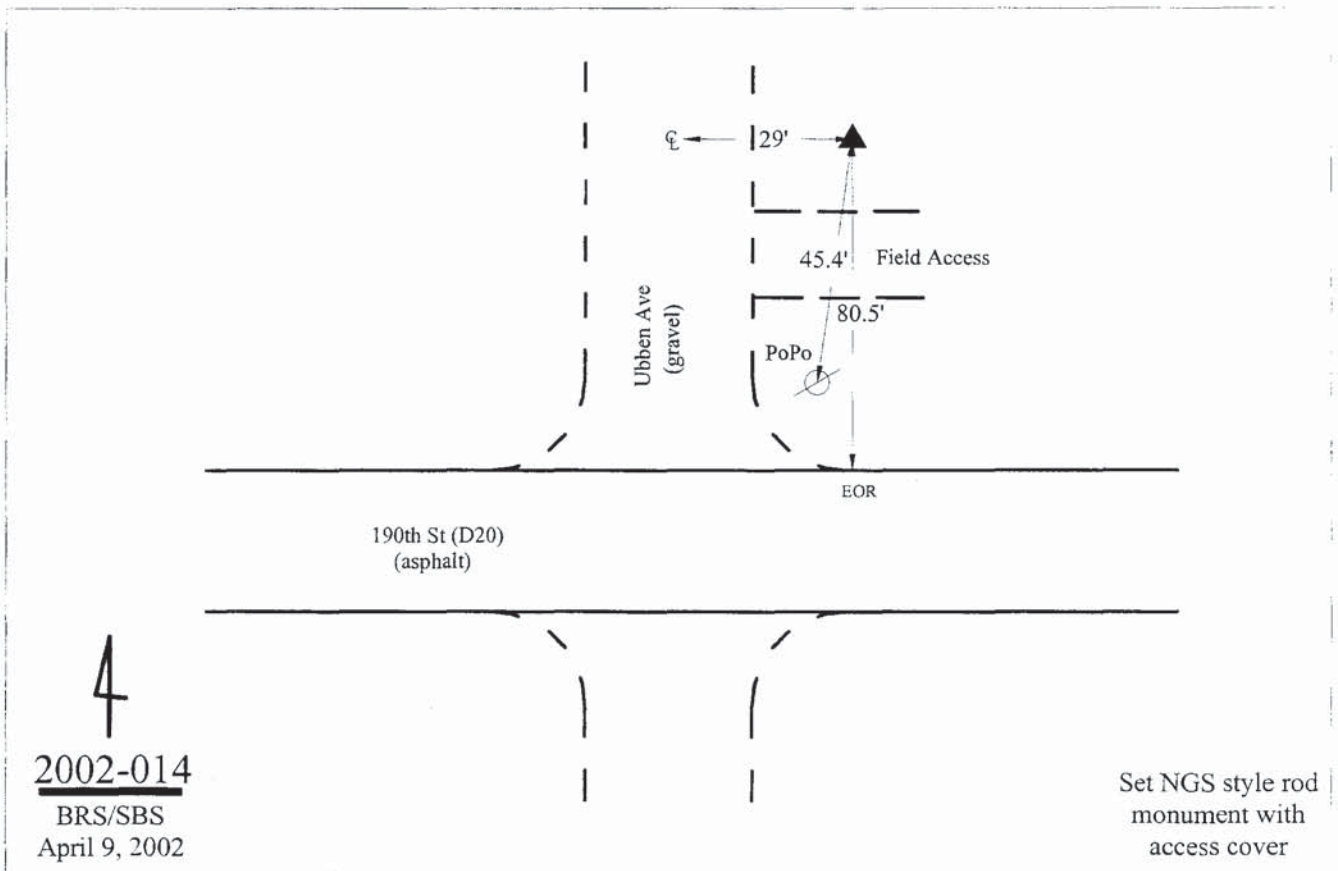 ℄
29'
45.4'
Field Access
80.5'
Ubben Ave
(gravel)
PoPo
EOR
190th St (D20)
(asphalt)
2002-014
BRS/SBS
April 9, 2002
Set NGS style rod
monument with
access cover